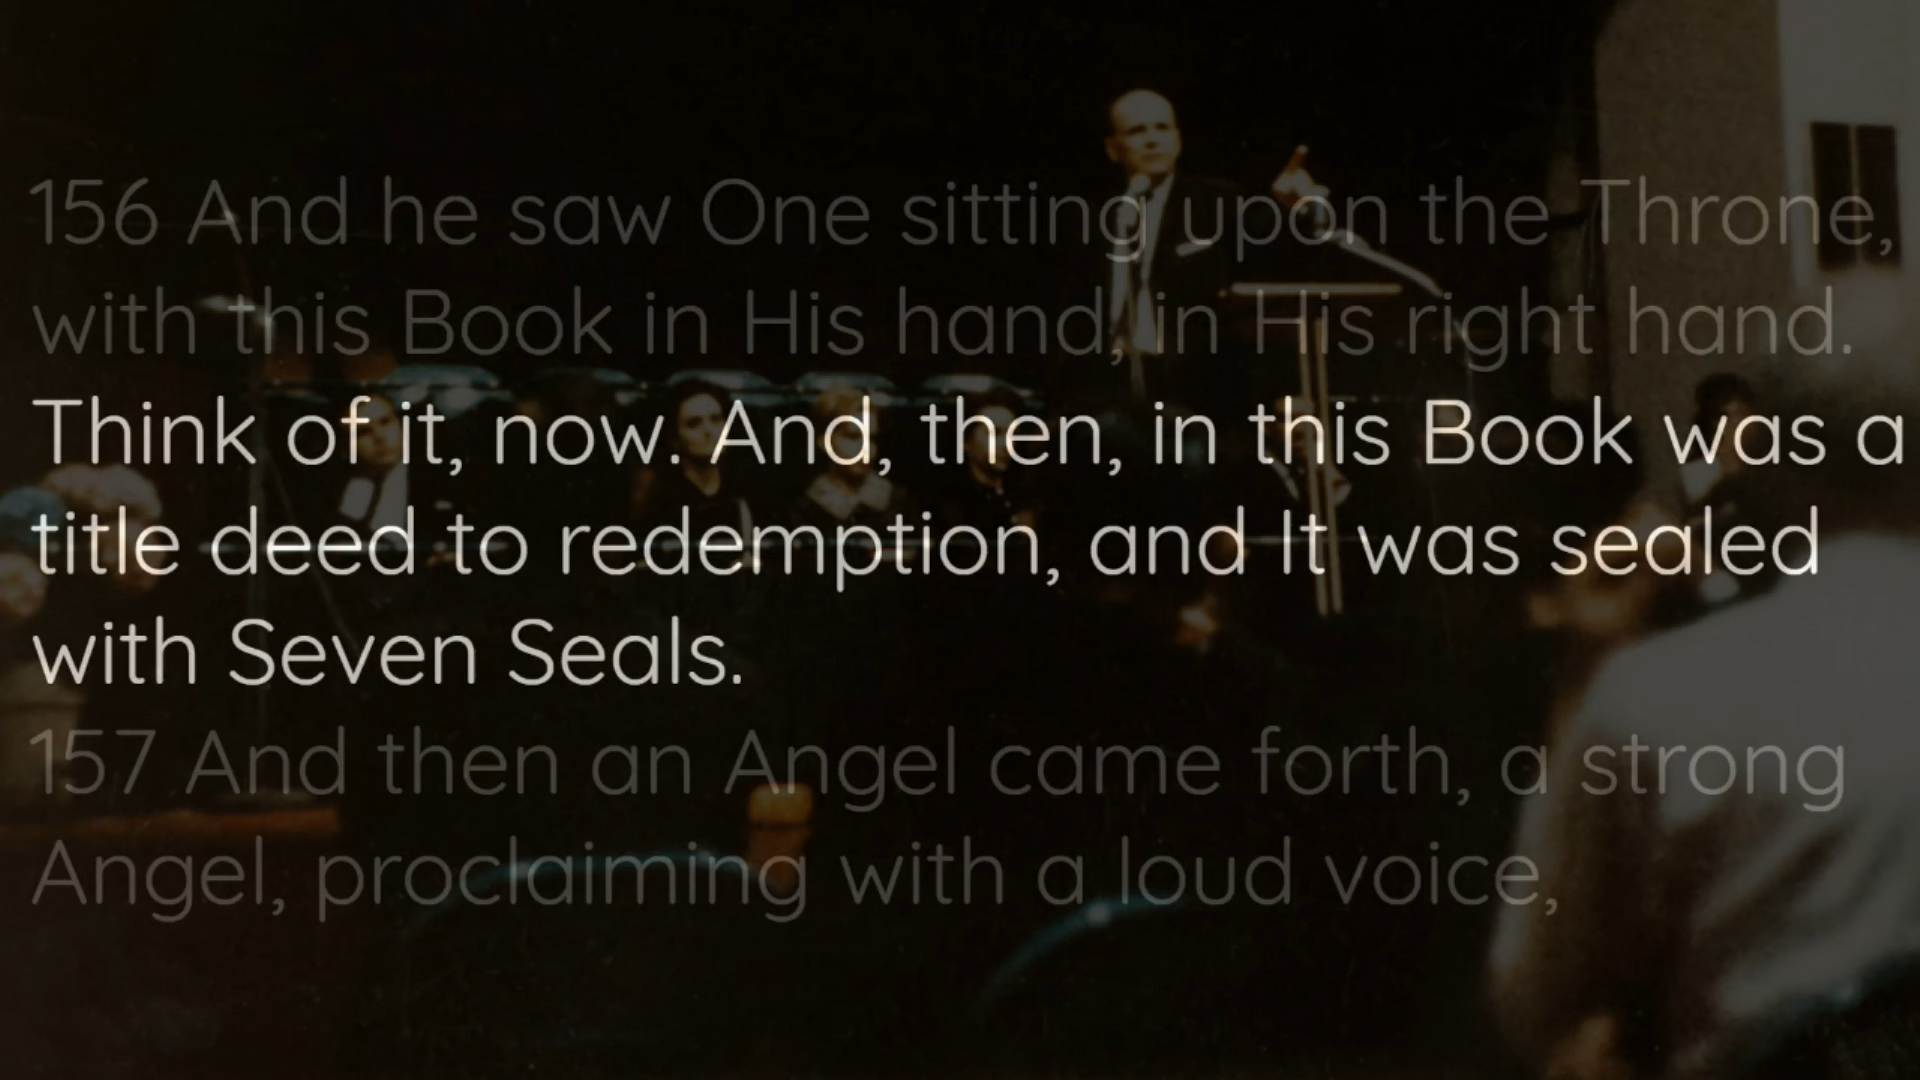 156 And he saw One sitting upon the Throne,
with this Book in His hand, in His right hand.
Think of it, now. And, then, in this Book was a
title deed to redemption, and It was sealed
with Seven Seals.
157 And then an Angel came forth, a strong
Angel, proclaiming with a loud voice,